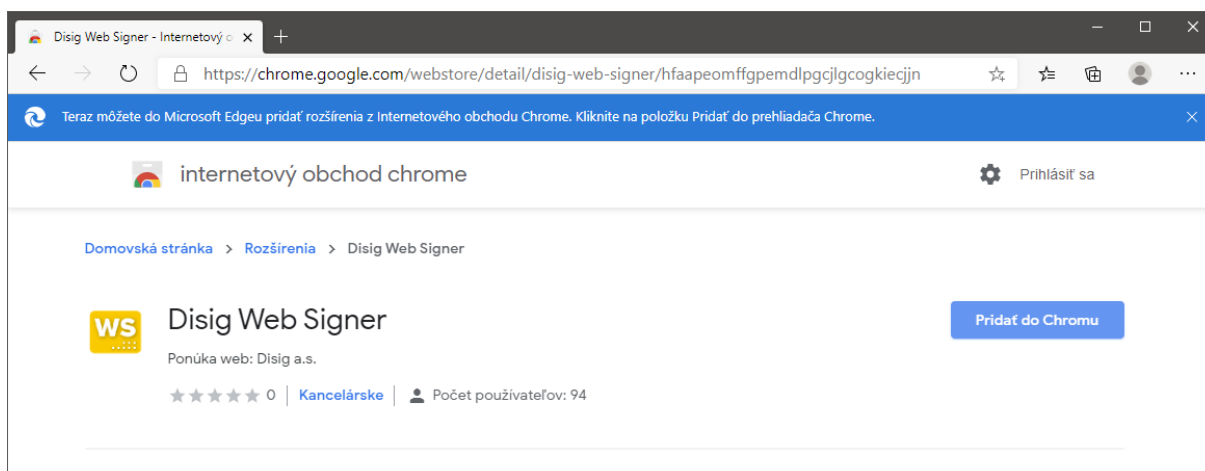 Disig Web Signer - Internetový o
https://chrome.google.com/webstore/detail/disig-web-signer/hfaapeomffgpemdlpgcjlgcogkiecjjn
Teraz môžete do Microsoft Edgeu pridať rozšírenia z Internetového obchodu Chrome. Kliknite na položku Pridať do prehliadača Chrome.
internetový obchod chrome
Prihlásiť sa
Domovská stránka > Rozšírenia > Disig Web Signer
WS
Disig Web Signer
Pridať do Chromu
Ponúka web: Disig a.s.
0 | Kancelárske | Počet používateľov: 94